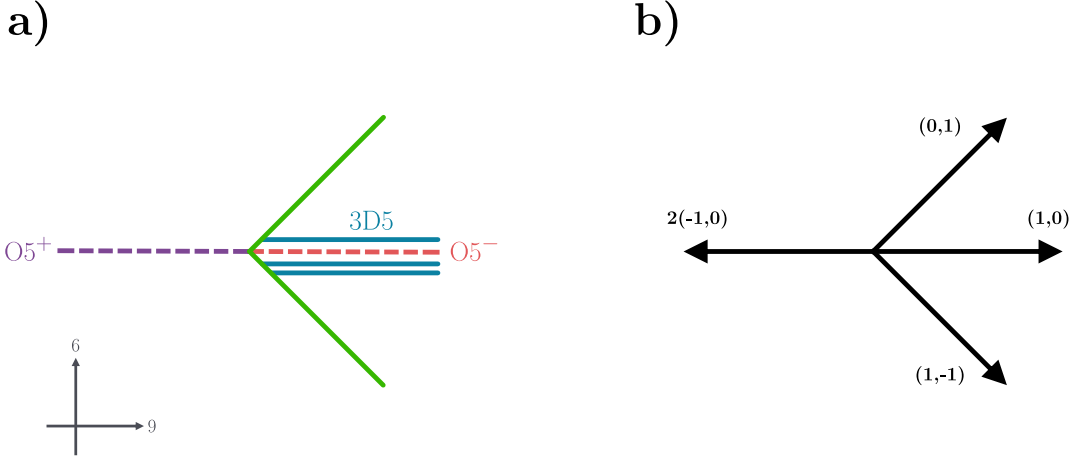 a)
b)
(0,1)
3D5
2(-1,0)
(1,0)
O5⁺
O5⁻
6
(1,-1)
9